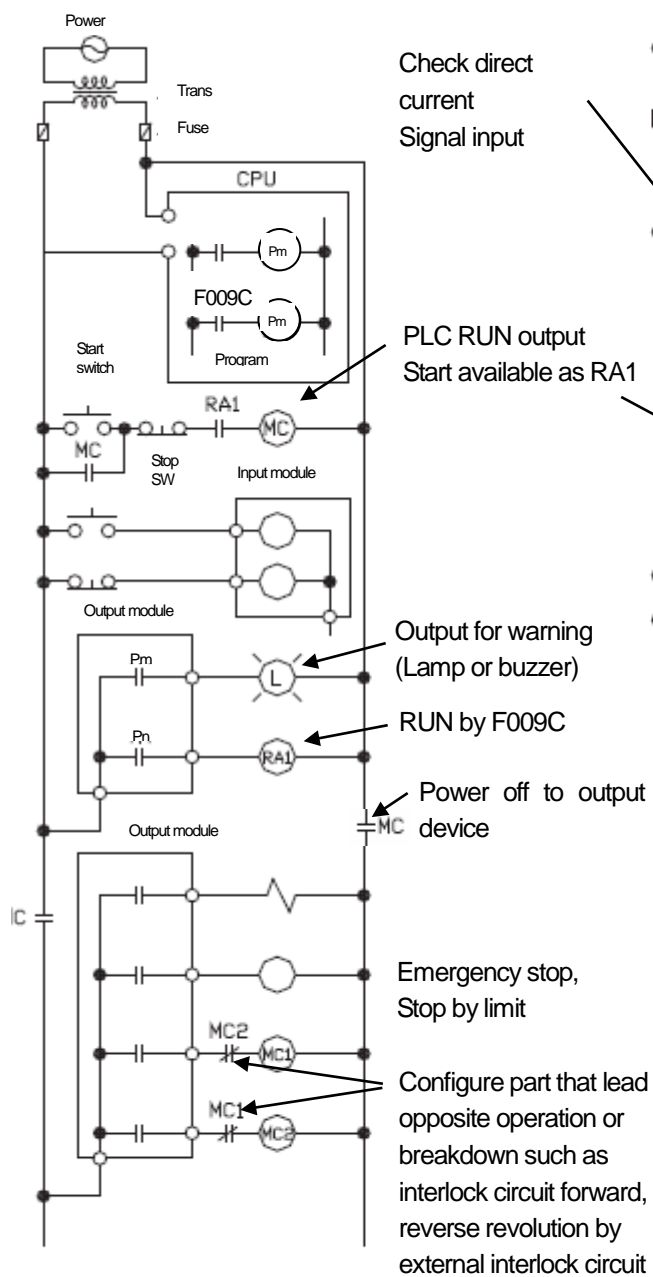 Power
Trans
Fuse
CPU
Pm
F009C
Pm
Program
Start
switch
RA1
MC
MC
Stop
SW
Input module
Output module
Pm
L
Pn
RA1
Output module
MC
MC2
MC1
MC1
MC2
Check direct
current
Signal input
PLC RUN output
Start available as RA1
Output for warning
(Lamp or buzzer)
RUN by F009C
Power off to output
device
Emergency stop,
Stop by limit
Configure part that lead
opposite operation or
breakdown such as
interlock circuit forward,
reverse revolution by
external interlock circuit